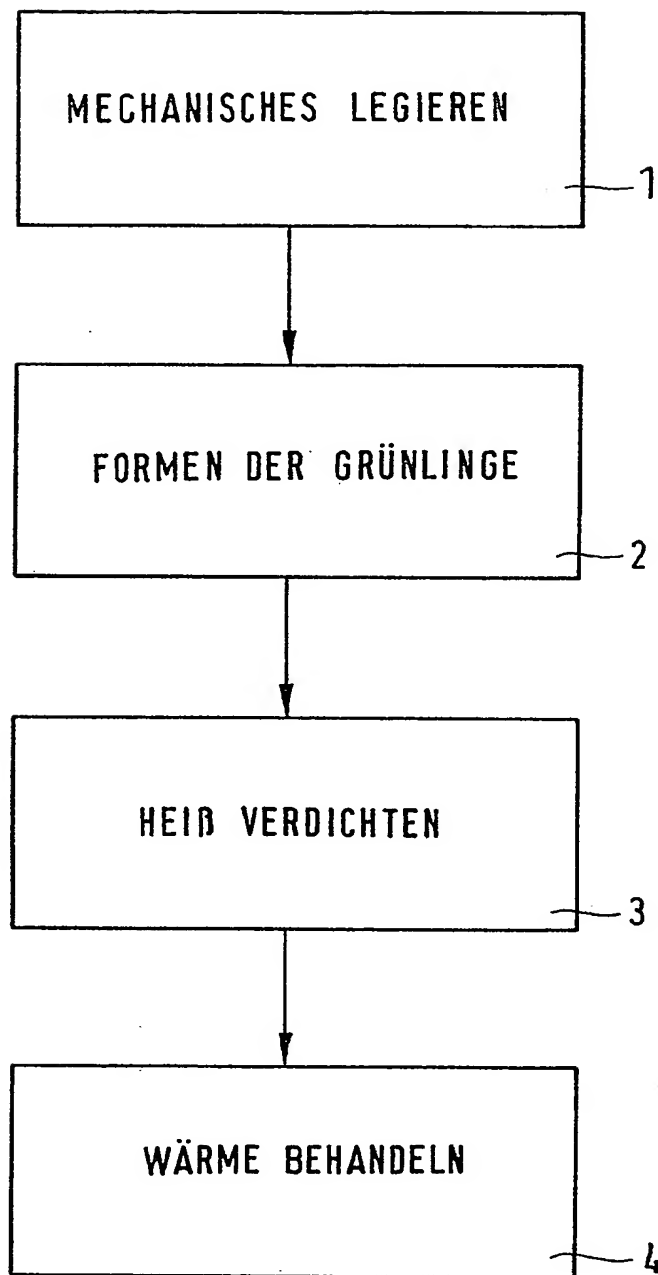 MECHANISCHES LEGIEREN
1
FORMEN DER GRÜNLINGE
2
HEIß VERDICHTEN
3
WÄRME BEHANDELN
4